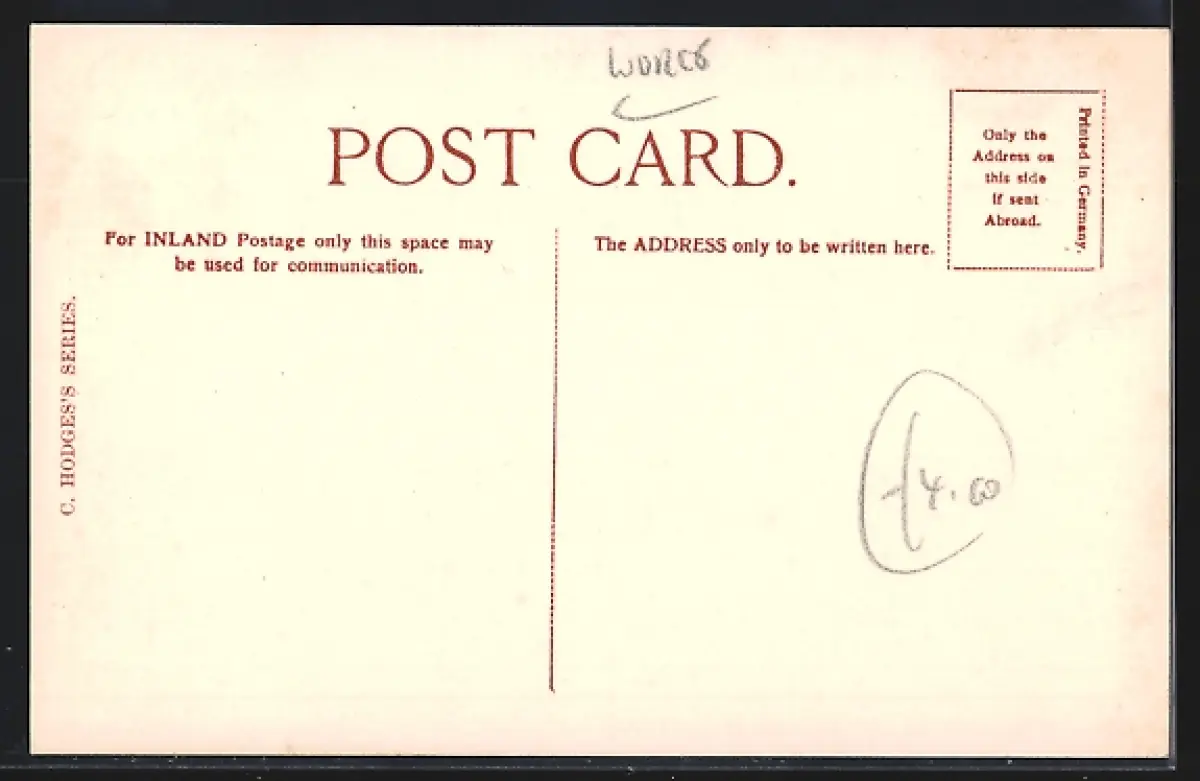 WORCS
POST CARD.
Only the
Address on
this side
if sent
Abroad.
Printed in Germany.
For INLAND Postage only this space may
be used for communication.
The ADDRESS only to be written here.
C. HODGES'S SERIES.
£4.00